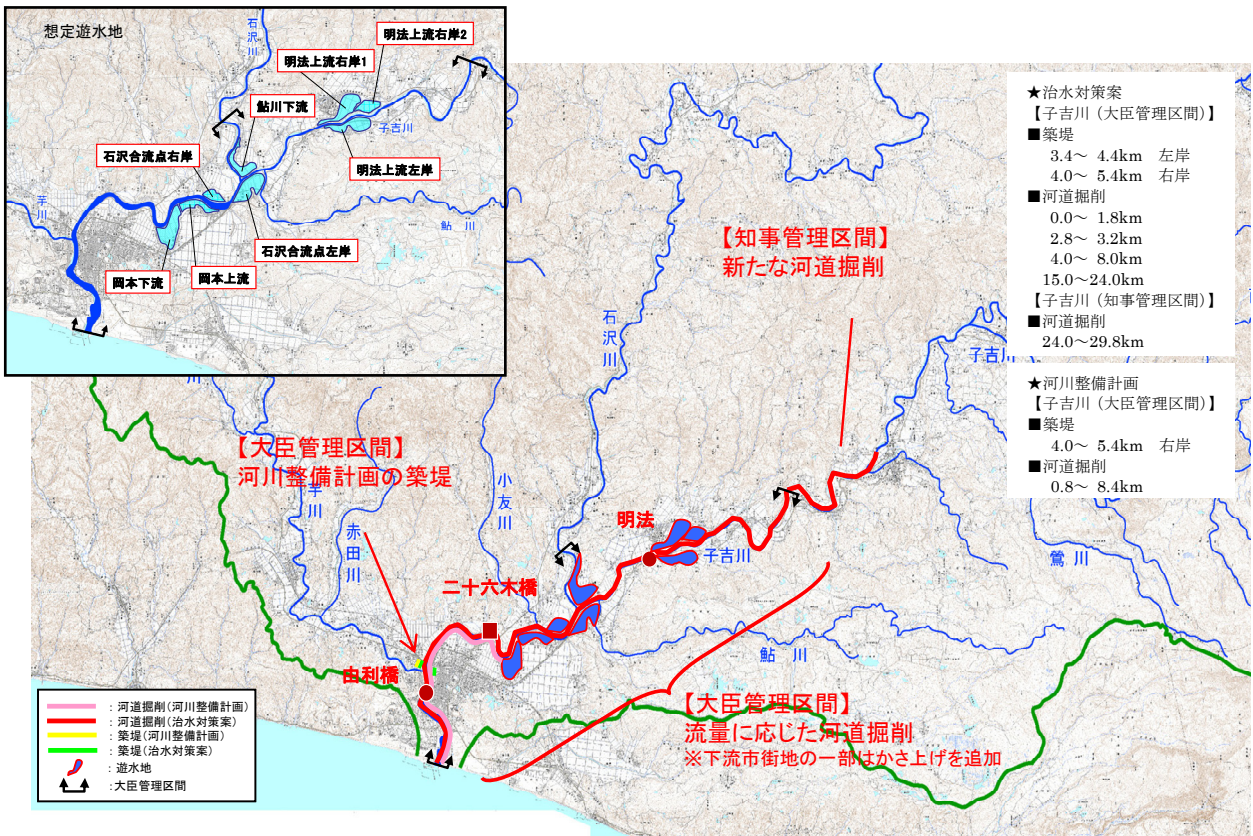 想定遊水地
石沢川
明法上流右岸2
明法上流右岸1
鮎川下流
子吉川
石沢合流点右岸
明法上流左岸
芋川
鮎川
石沢合流点左岸
岡本上流
岡本下流
★治水対策案
【子吉川（大臣管理区間）】
■築堤
3.4～ 4.4km 左岸
4.0～ 5.4km 右岸
■河道掘削
0.0～ 1.8km
2.8～ 3.2km
4.0～ 8.0km
15.0～24.0km
【子吉川（知事管理区間）】
■河道掘削
24.0～29.8km
★河川整備計画
【子吉川（大臣管理区間）】
■築堤
4.0～ 5.4km 右岸
■河道掘削
0.8～ 8.4km
【知事管理区間】
新たな河道掘削
石沢川
子吉川
【大臣管理区間】
河川整備計画の築堤
芋川
赤田川
小友川
明法
子吉川
鶯川
二十六木橋
鮎川
由利橋
【大臣管理区間】
流量に応じた河道掘削
※下流市街地の一部はかさ上げを追加
：河道掘削(河川整備計画)
：河道掘削(治水対策案)
：築堤(河川整備計画)
：築堤(治水対策案)
：遊水地
：大臣管理区間